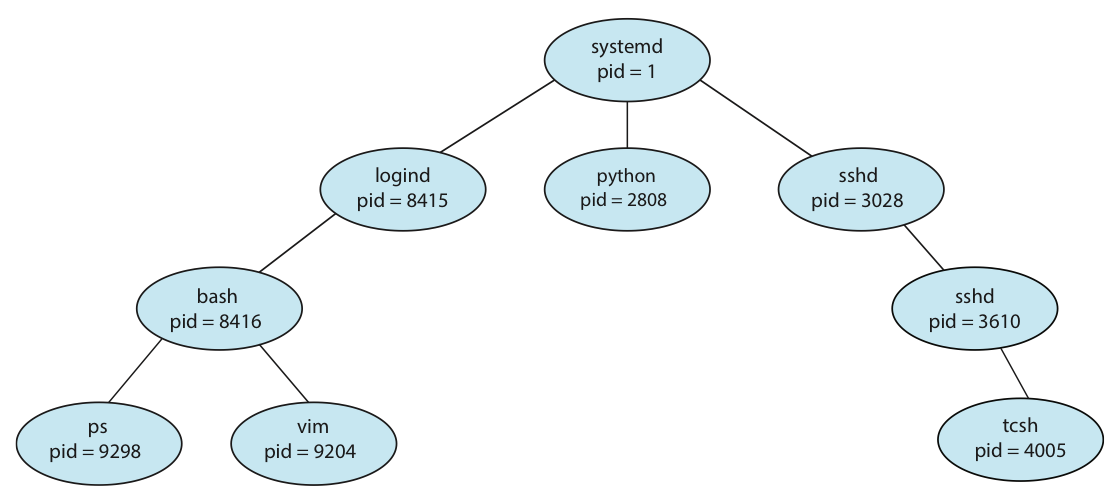 systemd
pid = 1
logind
pid = 8415
python
pid = 2808
sshd
pid = 3028
bash
pid = 8416
sshd
pid = 3610
ps
pid = 9298
vim
pid = 9204
tcsh
pid = 4005